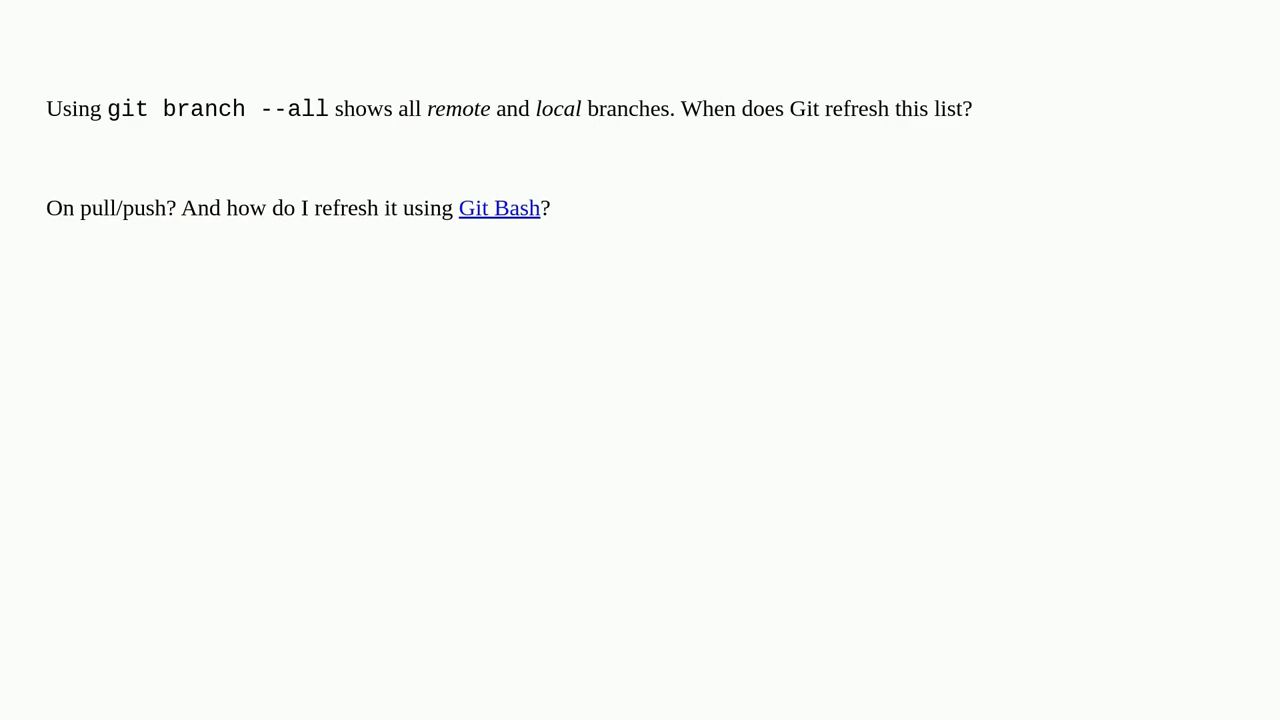 Using git branch --all shows all remote and local branches. When does Git refresh this list?
On pull/push? And how do I refresh it using Git Bash?